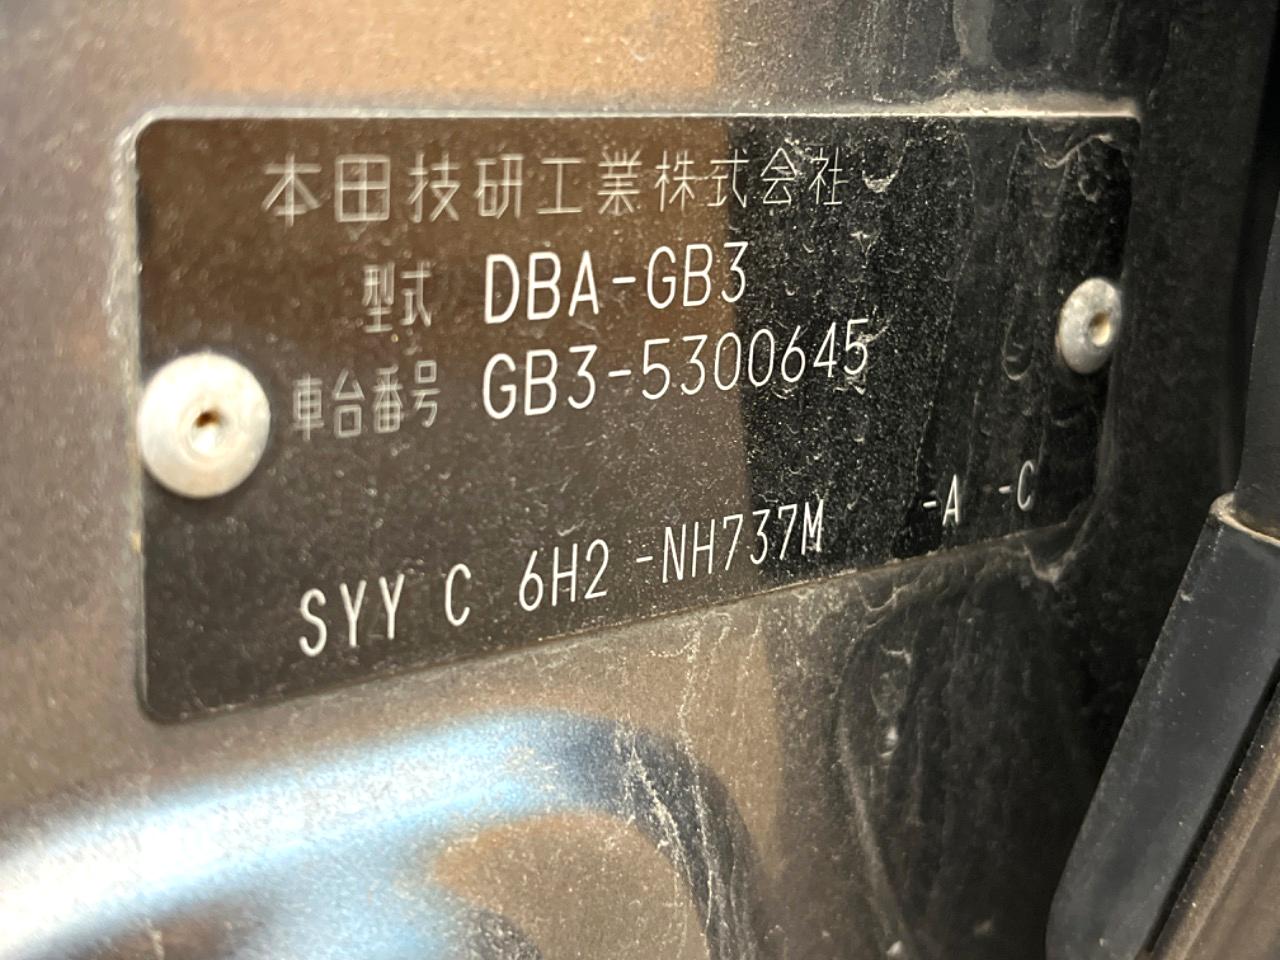 本田技研工業株式会社
型式 DBA-GB3
車台番号 GB3-5300645
SYY C 6H2 -NH737M -A -C